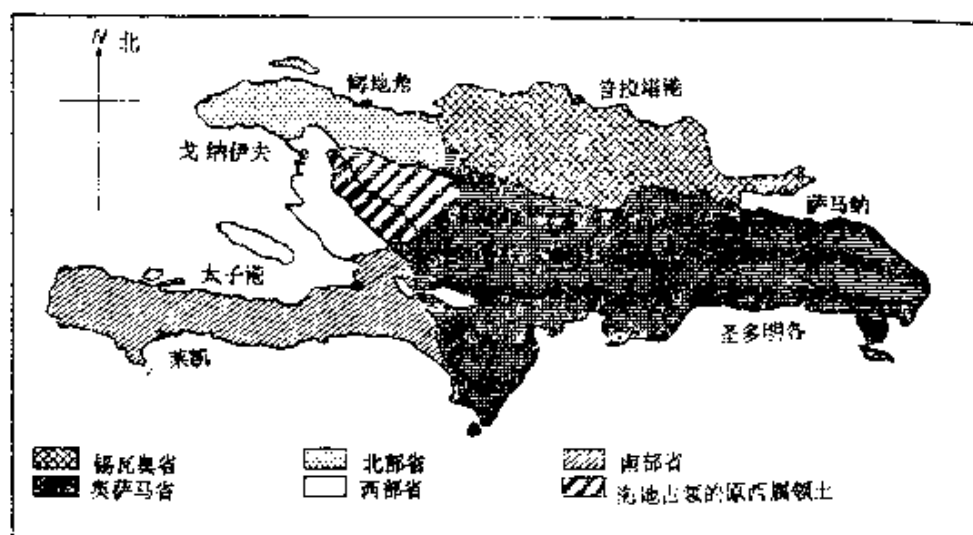 N 北
海地角
普拉塔港
戈纳伊夫
萨马纳
太子港
圣多明各
莱凯
锡瓦奥省
北部省
南部省
奥萨马省
西部省
海地占领的原西属领土